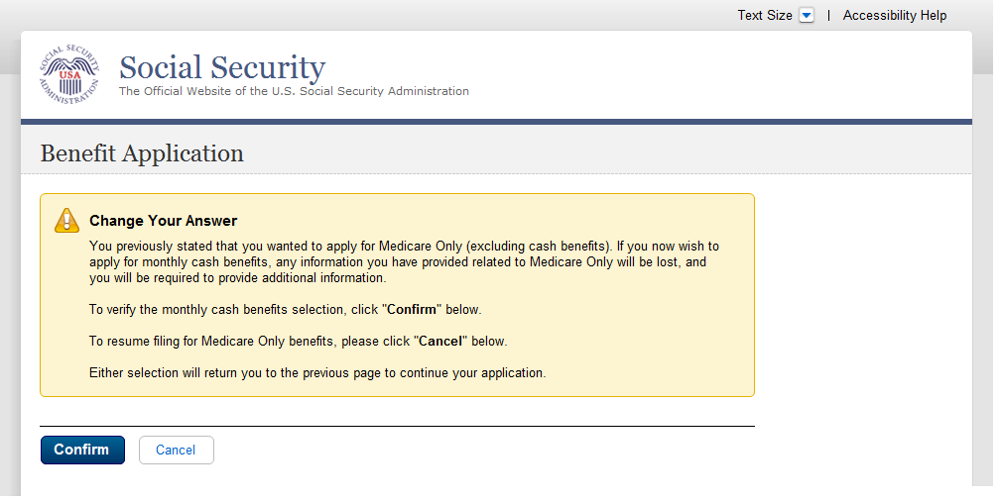 Text Size | Accessibility Help
SOCIAL SECURITY ADMINISTRATION
USA
Social Security
The Official Website of the U.S. Social Security Administration
Benefit Application
Change Your Answer
You previously stated that you wanted to apply for Medicare Only (excluding cash benefits). If you now wish to
apply for monthly cash benefits, any information you have provided related to Medicare Only will be lost, and
you will be required to provide additional information.
To verify the monthly cash benefits selection, click "Confirm" below.
To resume filing for Medicare Only benefits, please click "Cancel" below.
Either selection will return you to the previous page to continue your application.
Confirm Cancel